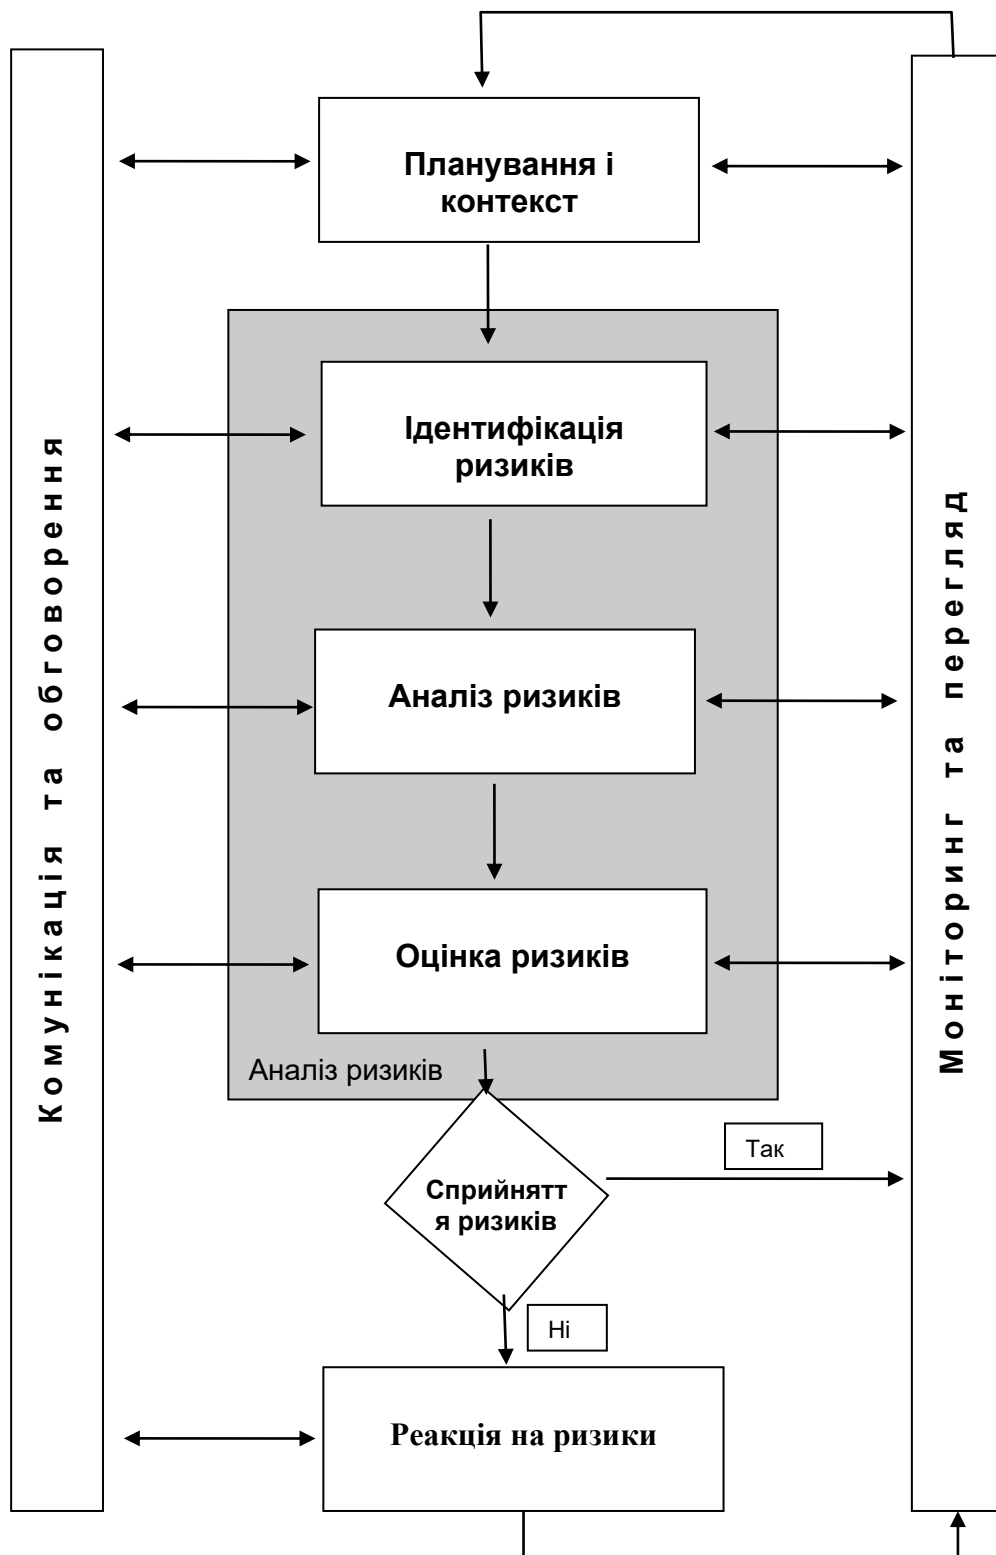 Планування і
контекст
Ідентифікація
ризиків
Аналіз ризиків
Оцінка ризиків
Аналіз ризиків
Сприйнятт
я ризиків
Так
Ні
Реакція на ризики
Комунікація та обговорення
Моніторинг та перегляд